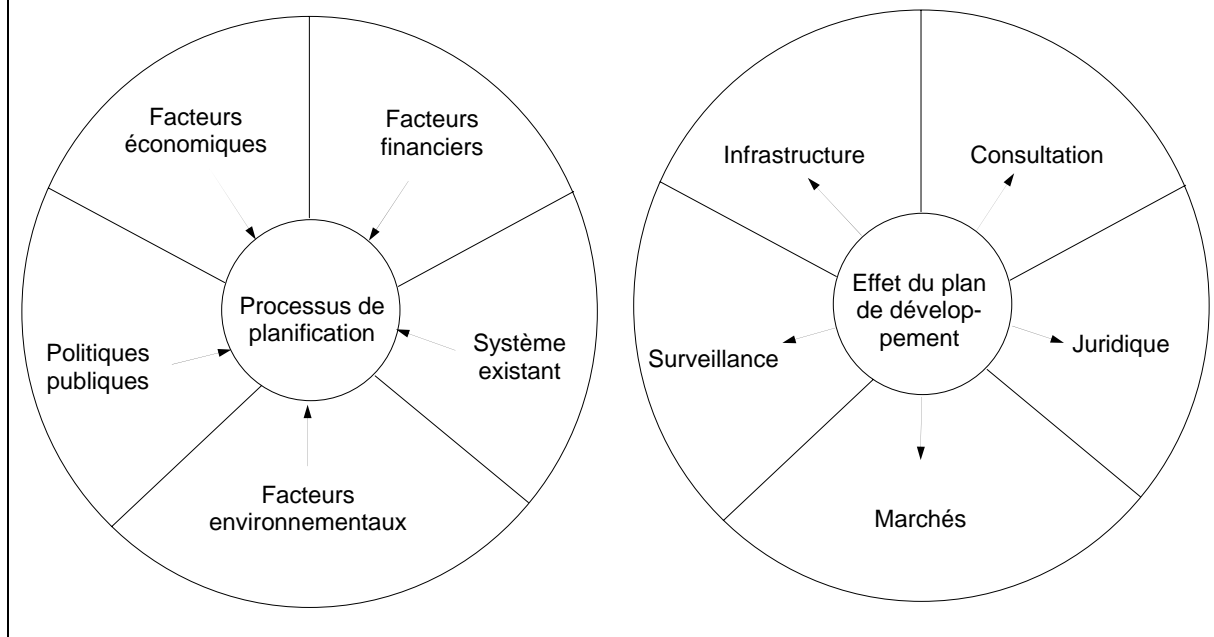 Facteurs
économiques
Facteurs
financiers
Processus de
planification
Politiques
publiques
Système
existant
Facteurs
environnementaux
Infrastructure
Consultation
Effet du plan
de dévelop-
pement
Surveillance
Juridique
Marchés